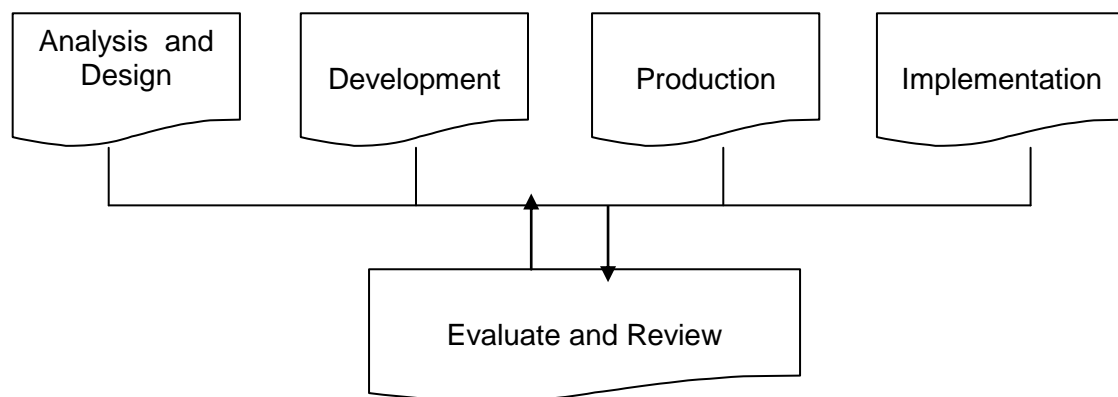 Analysis and
Design
Development
Production
Implementation
Evaluate and Review